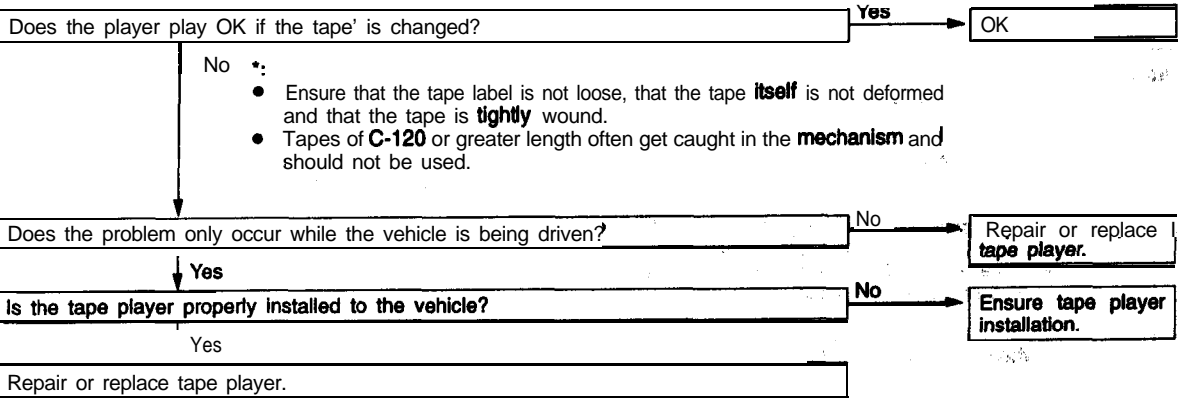 Does the player play OK if the tape' is changed?
Yes
OK
No *:
● Ensure that the tape label is not loose, that the tape itself is not deformed
and that the tape is tightly wound.
● Tapes of C-120 or greater length often get caught in the mechanism and
should not be used.
Does the problem only occur while the vehicle is being driven?
No
Repair or replace
tape player.
Yes
Is the tape player properly installed to the vehicle?
No
Ensure tape player
installation.
Yes
Repair or replace tape player.